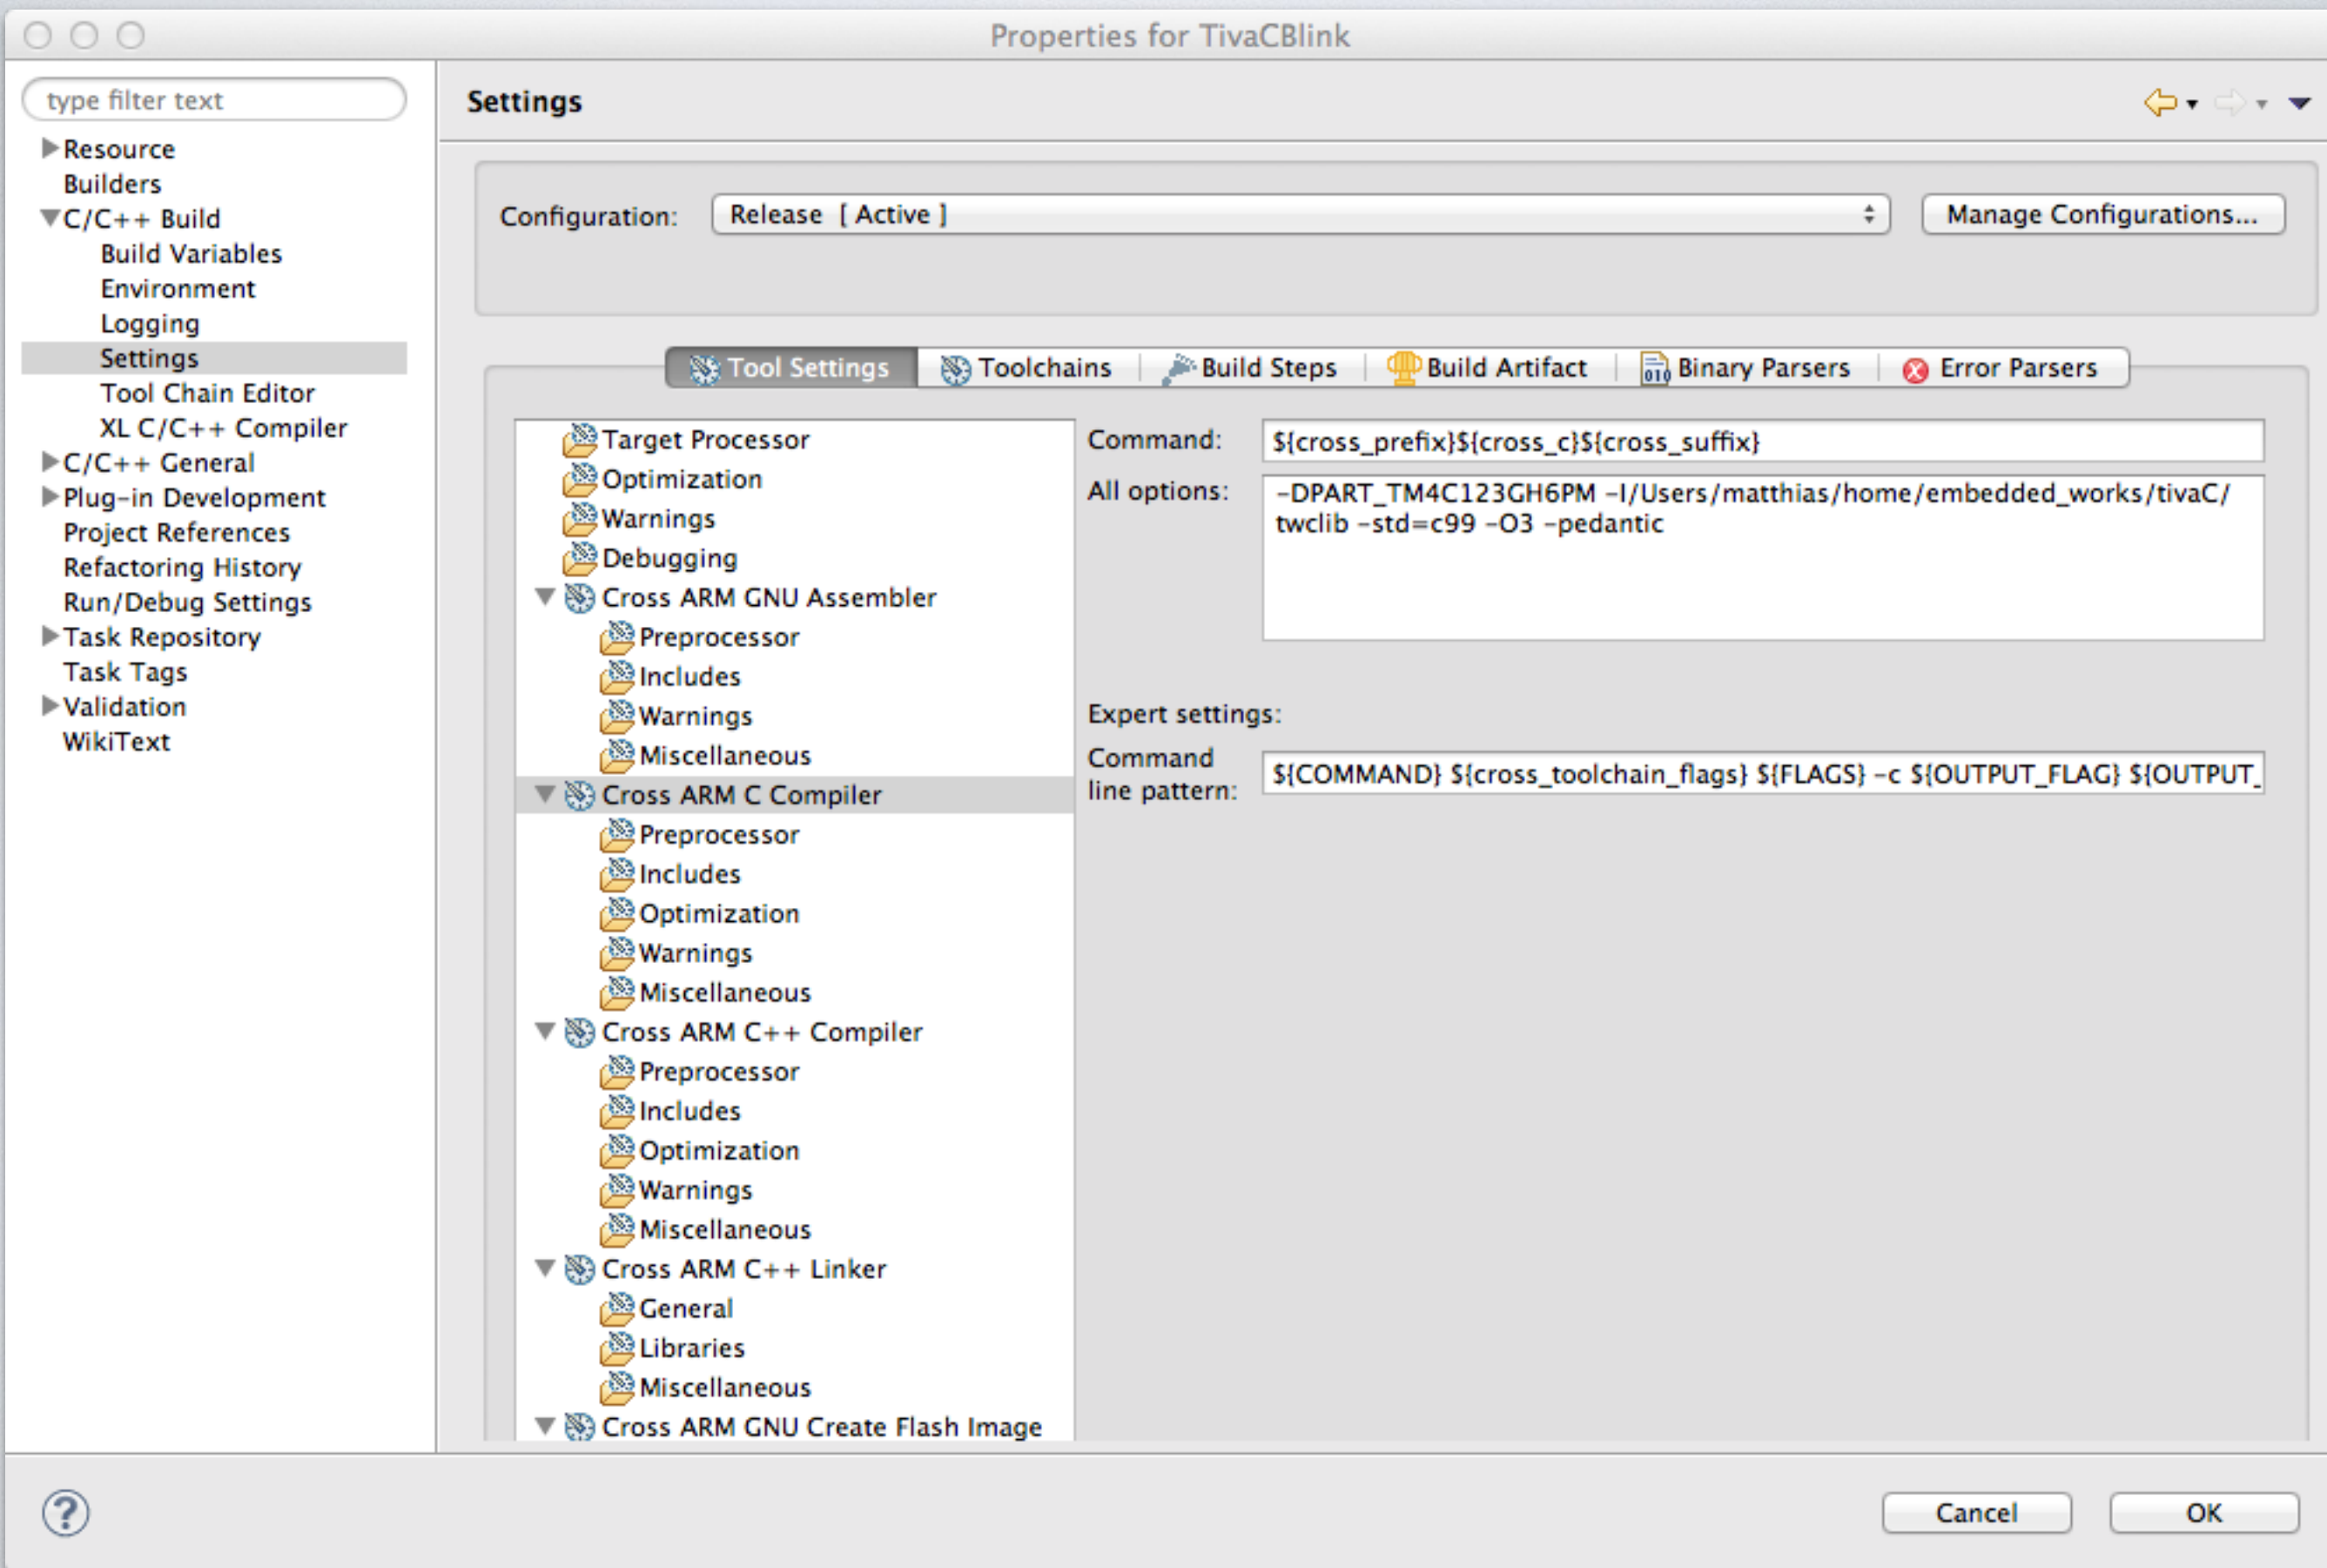 Properties for TivaCBlink
type filter text
Resource
Builders
C/C++ Build
Build Variables
Environment
Logging
Settings
Tool Chain Editor
XL C/C++ Compiler
C/C++ General
Plug-in Development
Project References
Refactoring History
Run/Debug Settings
Task Repository
Task Tags
Validation
WikiText
Settings
Configuration:
Release [ Active ]
Manage Configurations...
Tool Settings
Toolchains
Build Steps
Build Artifact
Binary Parsers
Error Parsers
Target Processor
Optimization
Warnings
Debugging
Cross ARM GNU Assembler
Preprocessor
Includes
Warnings
Miscellaneous
Cross ARM C Compiler
Preprocessor
Includes
Optimization
Warnings
Miscellaneous
Cross ARM C++ Compiler
Preprocessor
Includes
Optimization
Warnings
Miscellaneous
Cross ARM C++ Linker
General
Libraries
Miscellaneous
Cross ARM GNU Create Flash Image
Command:
${cross_prefix}${cross_c}${cross_suffix}
All options:
-DPART_TM4C123GH6PM -I/Users/matthias/home/embedded_works/tivaC/
twclib -std=c99 -O3 -pedantic
Expert settings:
Command
line pattern:
${COMMAND} ${cross_toolchain_flags} ${FLAGS} -c ${OUTPUT_FLAG} ${OUTPUT_
?
Cancel
OK